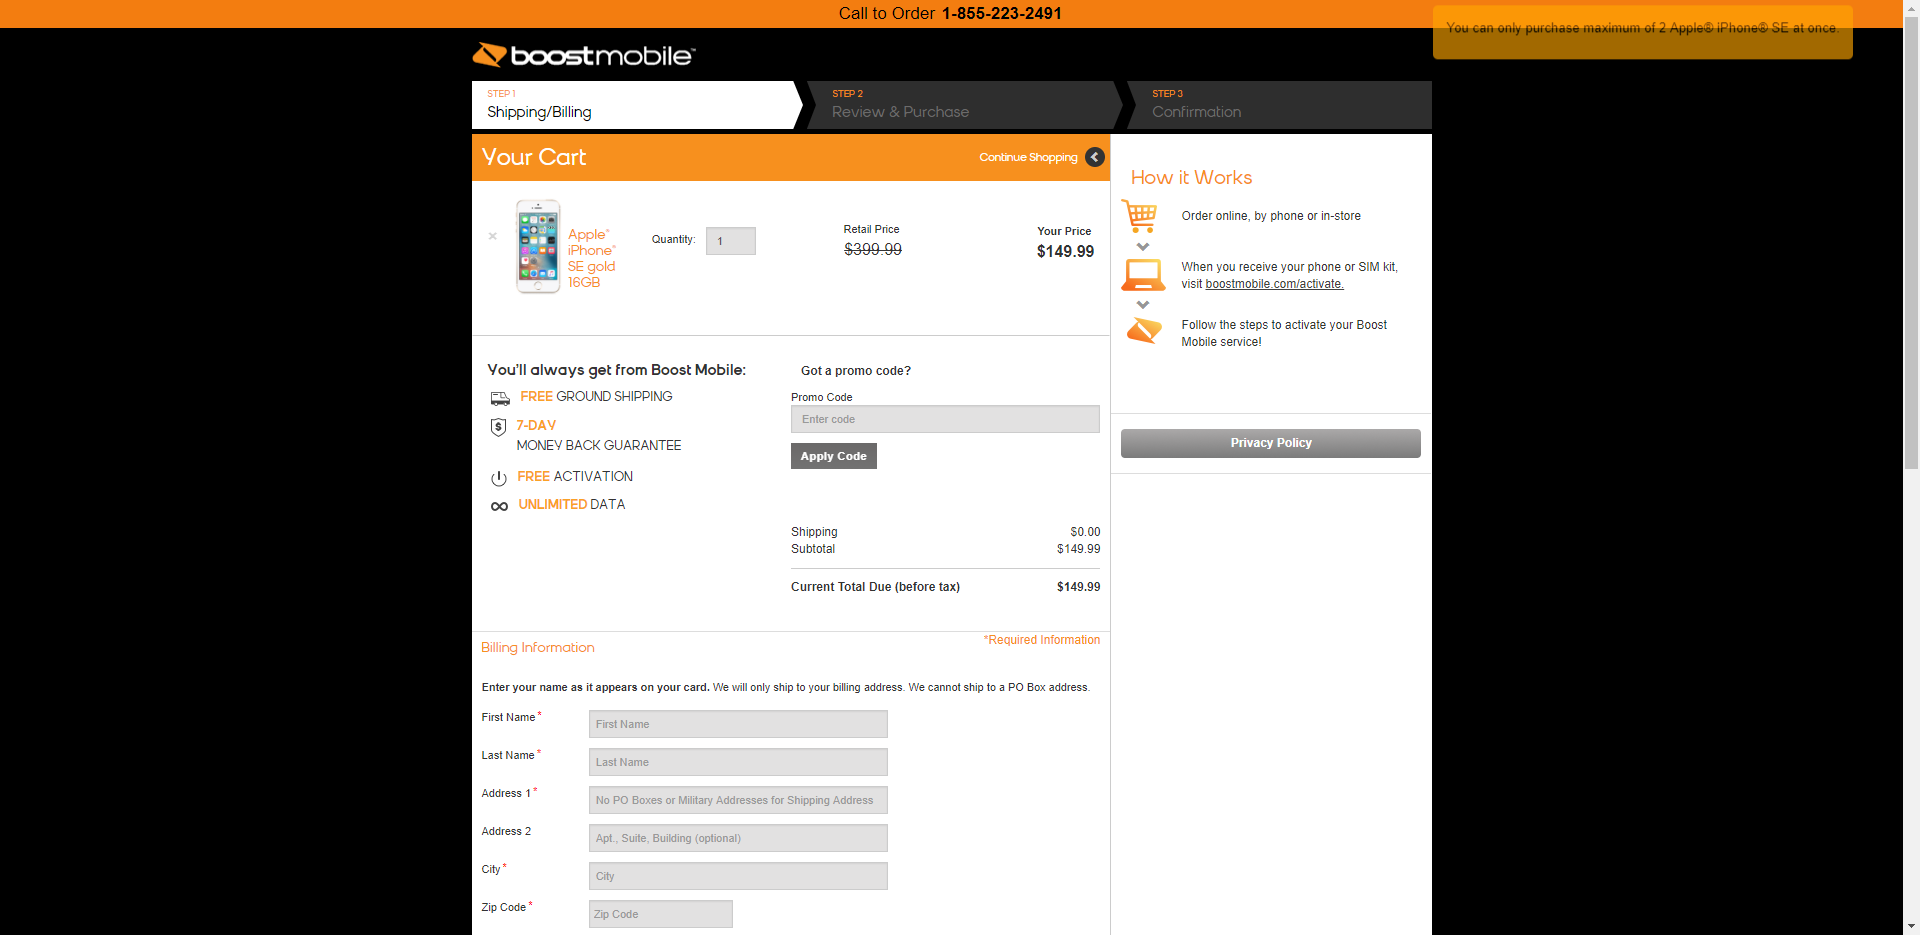 Call to Order 1-855-223-2491
You can only purchase maximum of 2 Apple® iPhone® SE at once.
boostmobile™
STEP 1
Shipping/Billing
STEP 2
Review & Purchase
STEP 3
Confirmation
Your Cart
Continue Shopping
Apple®
iPhone®
SE gold
16GB
Quantity:
1
Retail Price
$399.99
Your Price
$149.99
You'll always get from Boost Mobile:
FREE GROUND SHIPPING
7-DAY
MONEY BACK GUARANTEE
FREE ACTIVATION
UNLIMITED DATA
Got a promo code?
Promo Code
Enter code
Apply Code
Shipping $0.00
Subtotal $149.99
Current Total Due (before tax) $149.99
How it Works
Order online, by phone or in-store
When you receive your phone or SIM kit,
visit boostmobile.com/activate.
Follow the steps to activate your Boost
Mobile service!
Privacy Policy
Billing Information
*Required Information
Enter your name as it appears on your card. We will only ship to your billing address. We cannot ship to a PO Box address.
First Name *
First Name
Last Name *
Last Name
Address 1 *
No PO Boxes or Military Addresses for Shipping Address
Address 2
Apt., Suite, Building (optional)
City *
City
Zip Code *
Zip Code